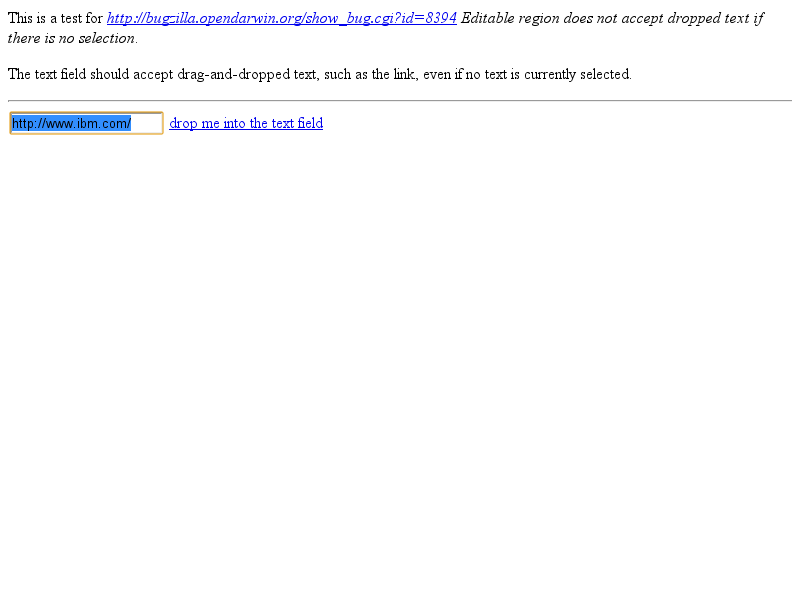 This is a test for http://bugzilla.opendarwin.org/show_bug.cgi?id=8394 Editable region does not accept dropped text if
there is no selection.
The text field should accept drag-and-dropped text, such as the link, even if no text is currently selected.
http://www.ibm.com/ drop me into the text field